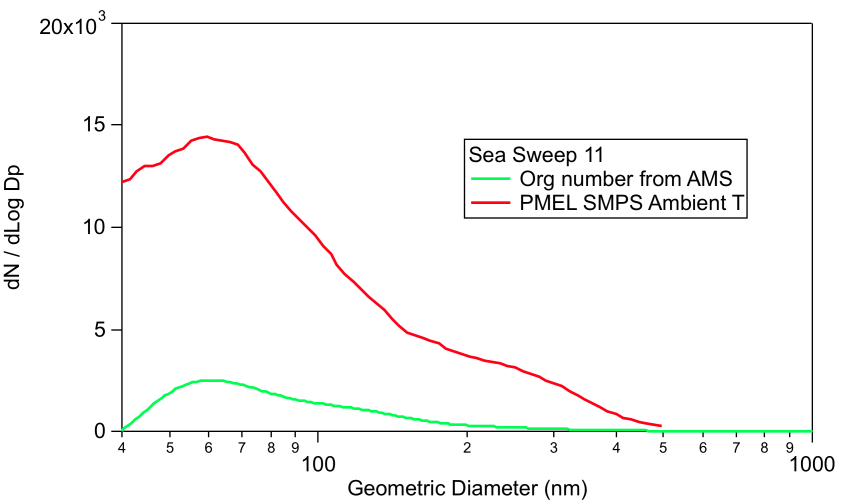 20x10³
15
10
5
0
dN / dLog Dp
Sea Sweep 11
Org number from AMS
PMEL SMPS Ambient T
4 5 6 7 8 9 100 2 3 4 5 6 7 8 9 1000
Geometric Diameter (nm)